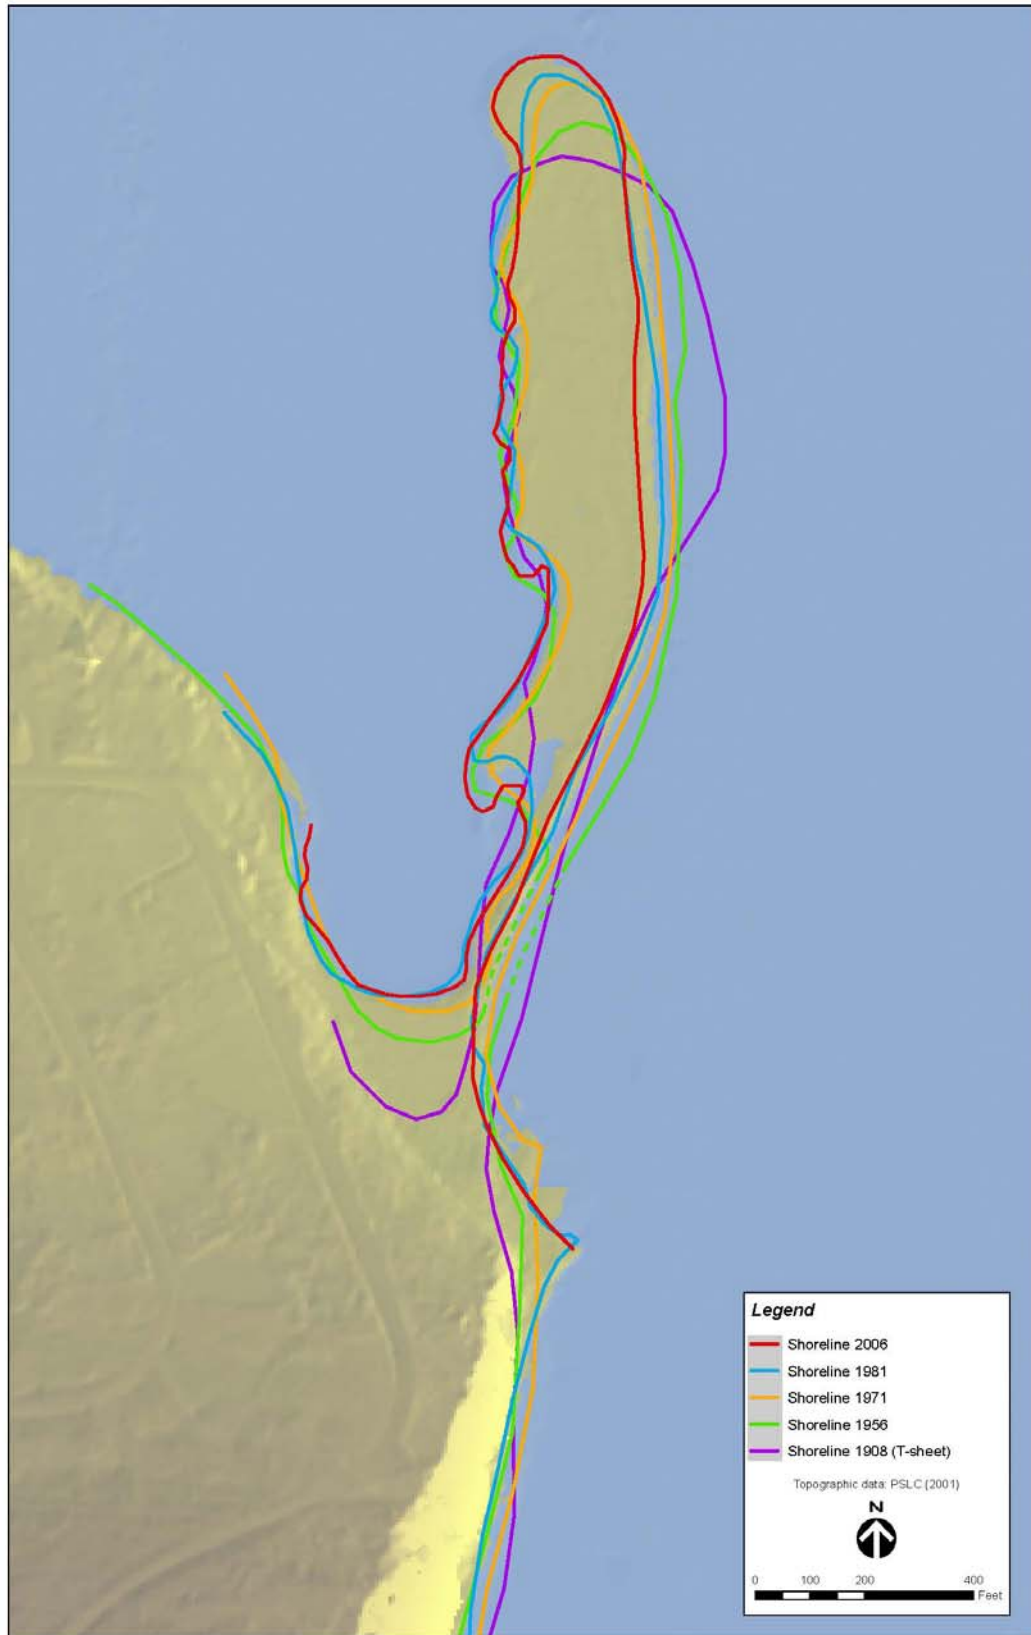 Legend
Shoreline 2006
Shoreline 1981
Shoreline 1971
Shoreline 1956
Shoreline 1908 (T-sheet)
Topographic data: PSLC (2001)
N
0 100 200 400
Feet